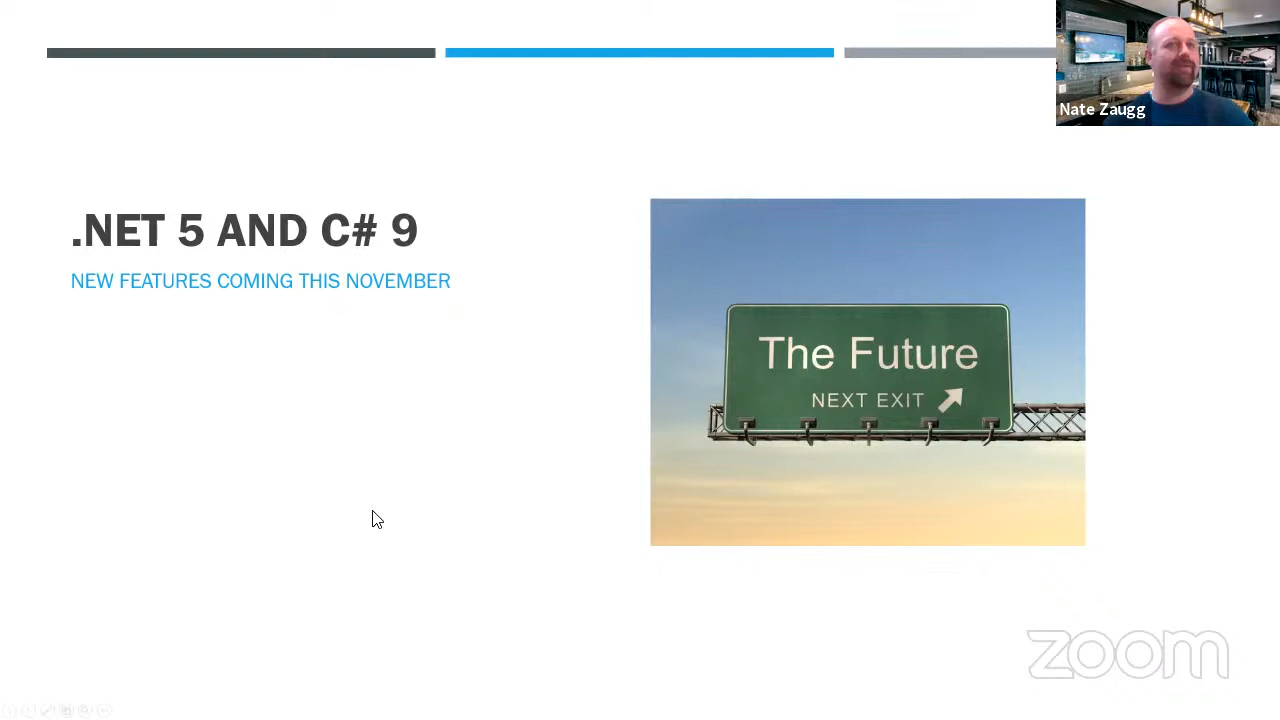 Nate Zaugg
.NET 5 AND C# 9
NEW FEATURES COMING THIS NOVEMBER
The Future
NEXT EXIT
zoom